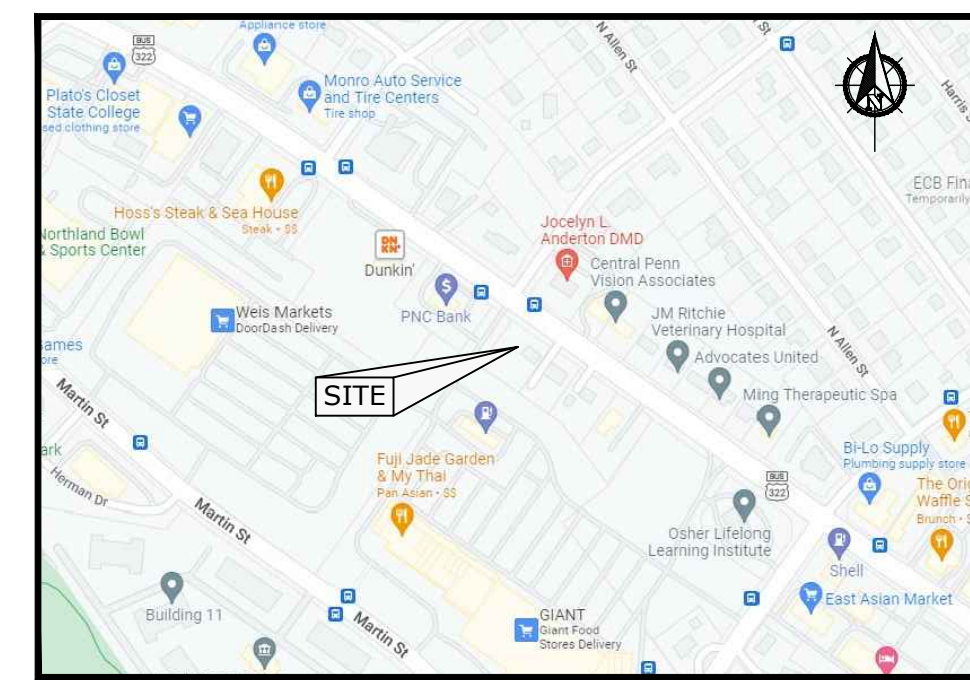 Appliance store
N Allen St
St
BUS
322
Plato's Closet
State College
sed clothing store
Monro Auto Service
and Tire Centers
Tire shop
N
Harris S
ECB Fina
Temporarily
Hoss's Steak & Sea House
Steak • $$
Northland Bowl
& Sports Center
DN
KN'
Dunkin'
Jocelyn L.
Anderton DMD
Central Penn
Vision Associates
PNC Bank
Weis Markets
DoorDash Delivery
JM Ritchie
Veterinary Hospital
N Allen St
ames
ore
Advocates United
SITE
Martin St
Ming Therapeutic Spa
ark
Herman Dr
Fuji Jade Garden
& My Thai
Pan Asian • $$
Bi-Lo Supply
Plumbing supply store
BUS
322
The Orig
Waffle S
Brunch • $
Martin St
Osher Lifelong
Learning Institute
Shell
East Asian Market
Building 11
Martin St
GIANT
Giant Food
Stores Delivery